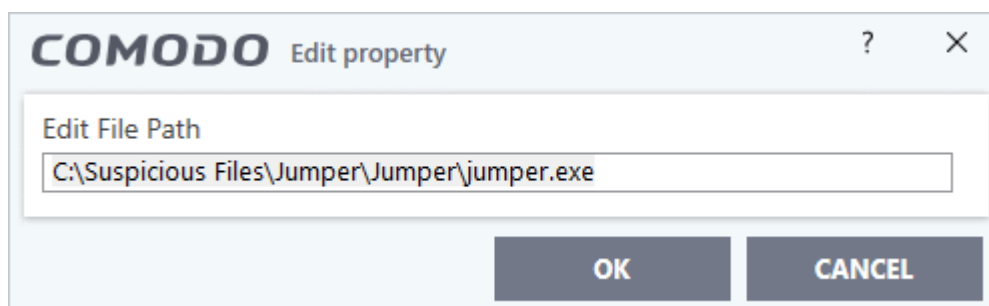 COMODO Edit property ? ×
Edit File Path
C:\Suspicious Files\Jumper\Jumper\jumper.exe
OK CANCEL